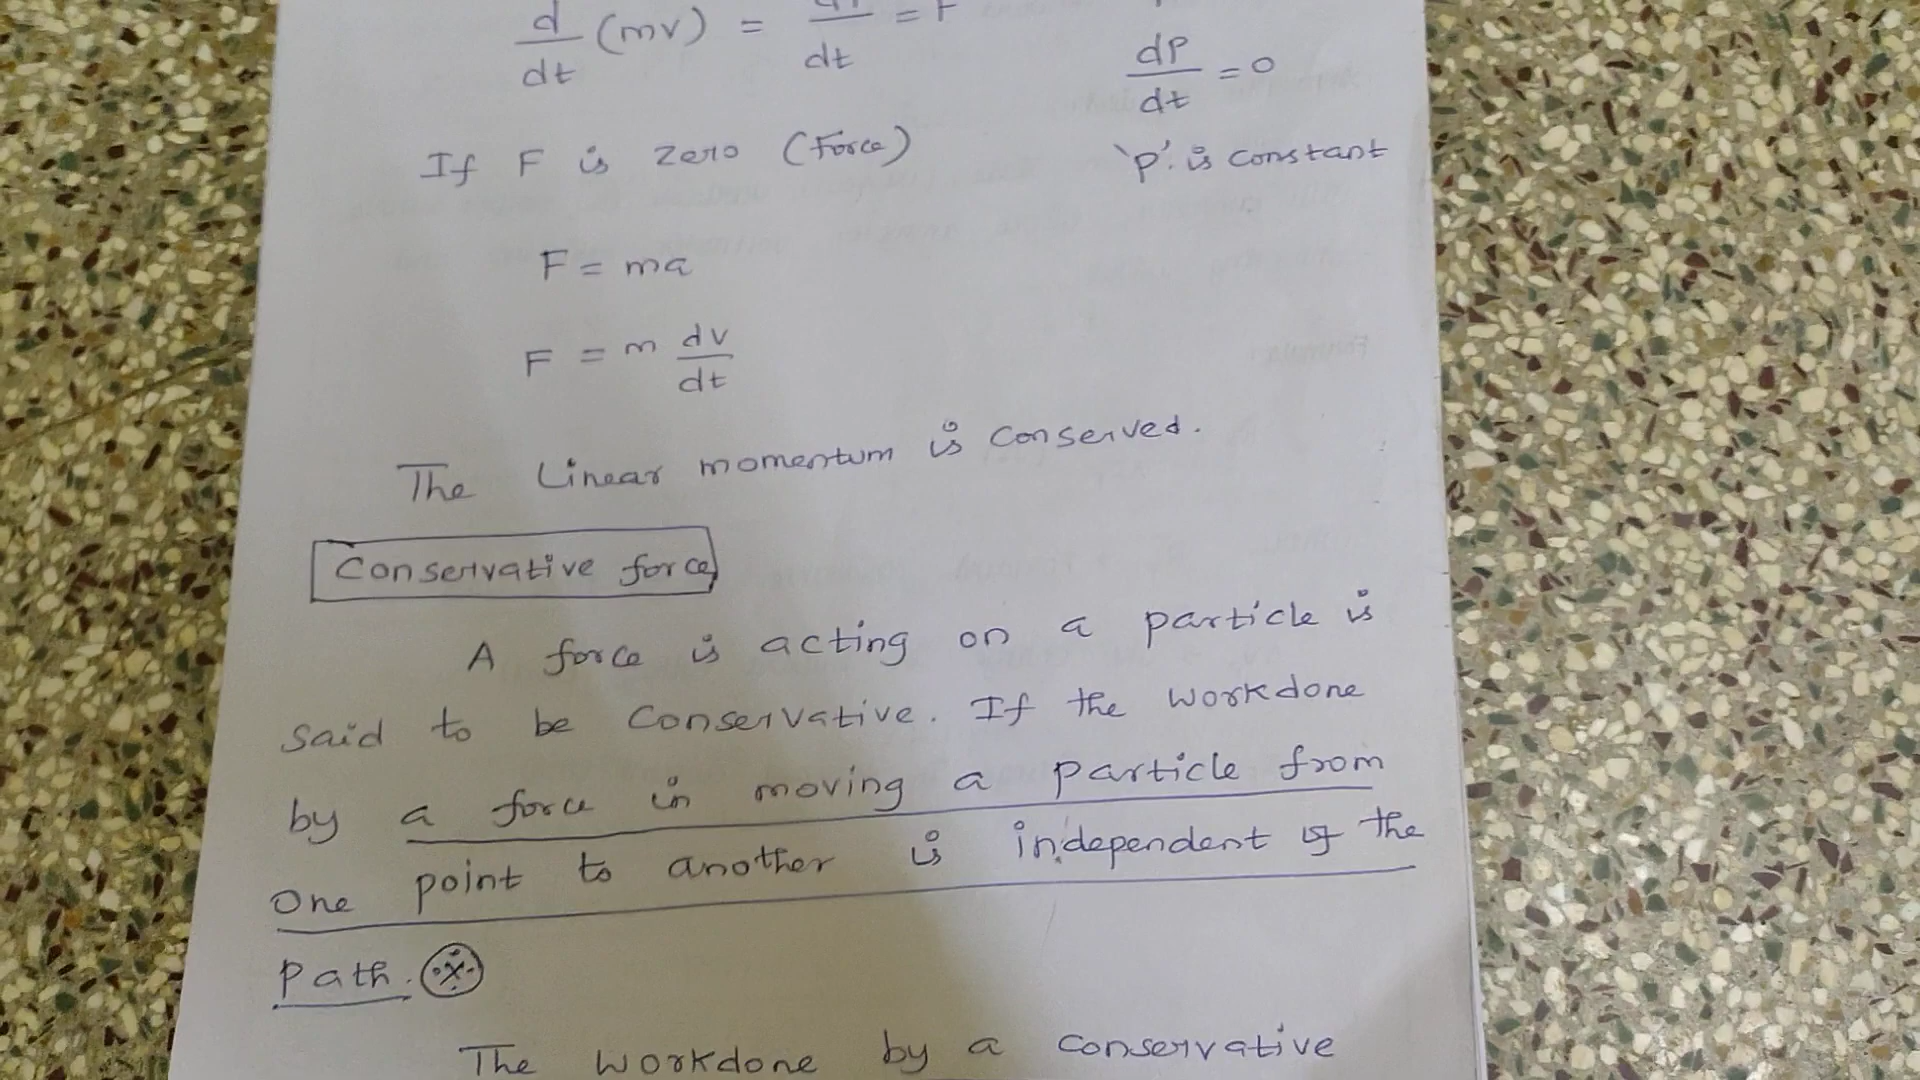 d/dt (mv) = dP/dt = F
dP/dt = 0
If F is zero (Force) 'P' is constant
F = ma
F = m dv/dt
The Linear momentum is conserved.
Conservative force
A force is acting on a particle is
said to be conservative. If the workdone
by a force in moving a particle from
one point to another is independent of the
path.
The workdone by a conservative